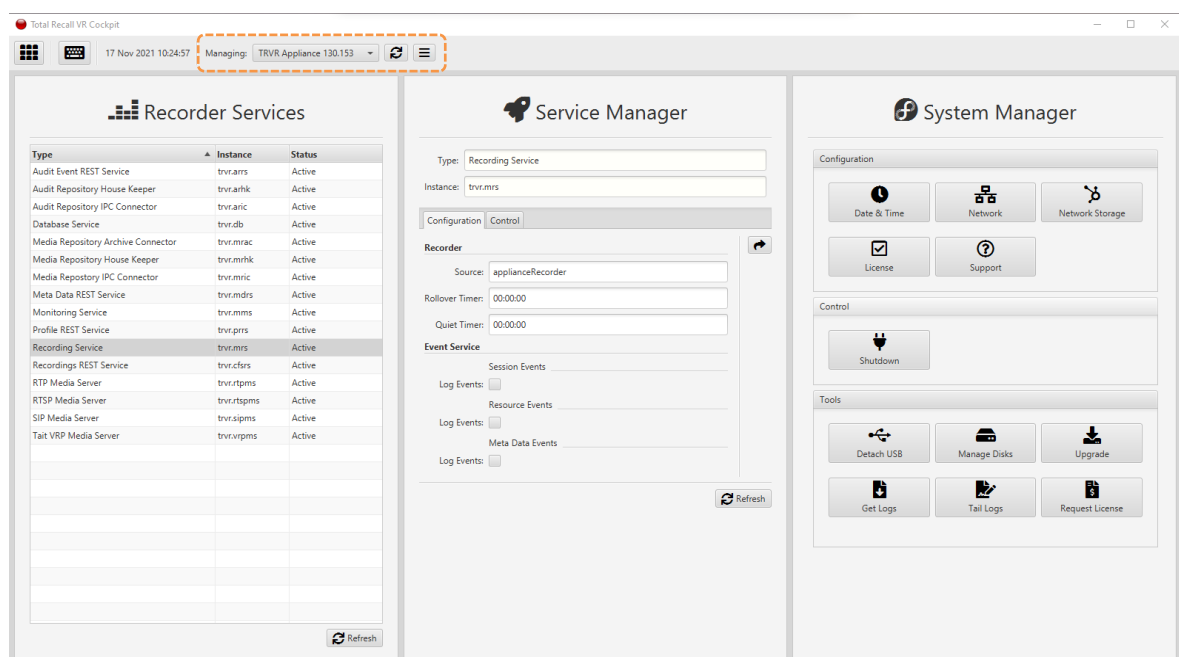 Total Recall VR Cockpit
17 Nov 2021 10:24:57 Managing: TRVR Appliance 130.153
Recorder Services
Type Instance Status
Audit Event REST Service trvr.arrs Active
Audit Repository House Keeper trvr.arhk Active
Audit Repository IPC Connector trvr.aric Active
Database Service trvr.db Active
Media Repository Archive Connector trvr.mrac Active
Media Repository House Keeper trvr.mrhk Active
Media Repostory IPC Connector trvr.mric Active
Meta Data REST Service trvr.mdrs Active
Monitoring Service trvr.mms Active
Profile REST Service trvr.prrs Active
Recording Service trvr.mrs Active
Recordings REST Service trvr.cfsrs Active
RTP Media Server trvr.rtpms Active
RTSP Media Server trvr.rtspms Active
SIP Media Server trvr.sipms Active
Tait VRP Media Server trvr.vrpms Active
Refresh
Service Manager
Type: Recording Service
Instance: trvr.mrs
Configuration Control
Recorder
Source: applianceRecorder
Rollover Timer: 00:00:00
Quiet Timer: 00:00:00
Event Service
Session Events
Log Events:
Resource Events
Log Events:
Meta Data Events
Log Events:
Refresh
System Manager
Configuration
Date & Time Network Network Storage
License Support
Control
Shutdown
Tools
Detach USB Manage Disks Upgrade
Get Logs Tail Logs Request License